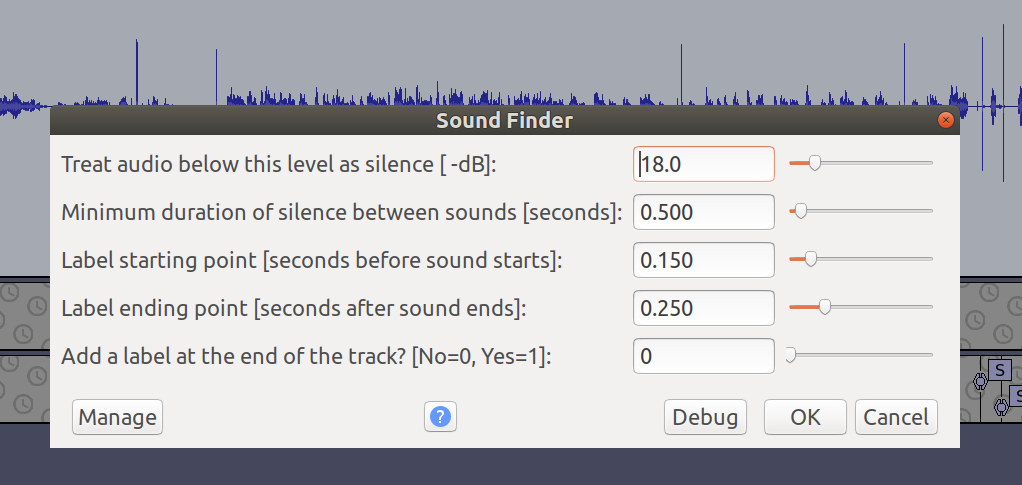 Sound Finder
Treat audio below this level as silence [ -dB]: 18.0
Minimum duration of silence between sounds [seconds]: 0.500
Label starting point [seconds before sound starts]: 0.150
Label ending point [seconds after sound ends]: 0.250
Add a label at the end of the track? [No=0, Yes=1]: 0
S
S
Manage ? Debug OK Cancel